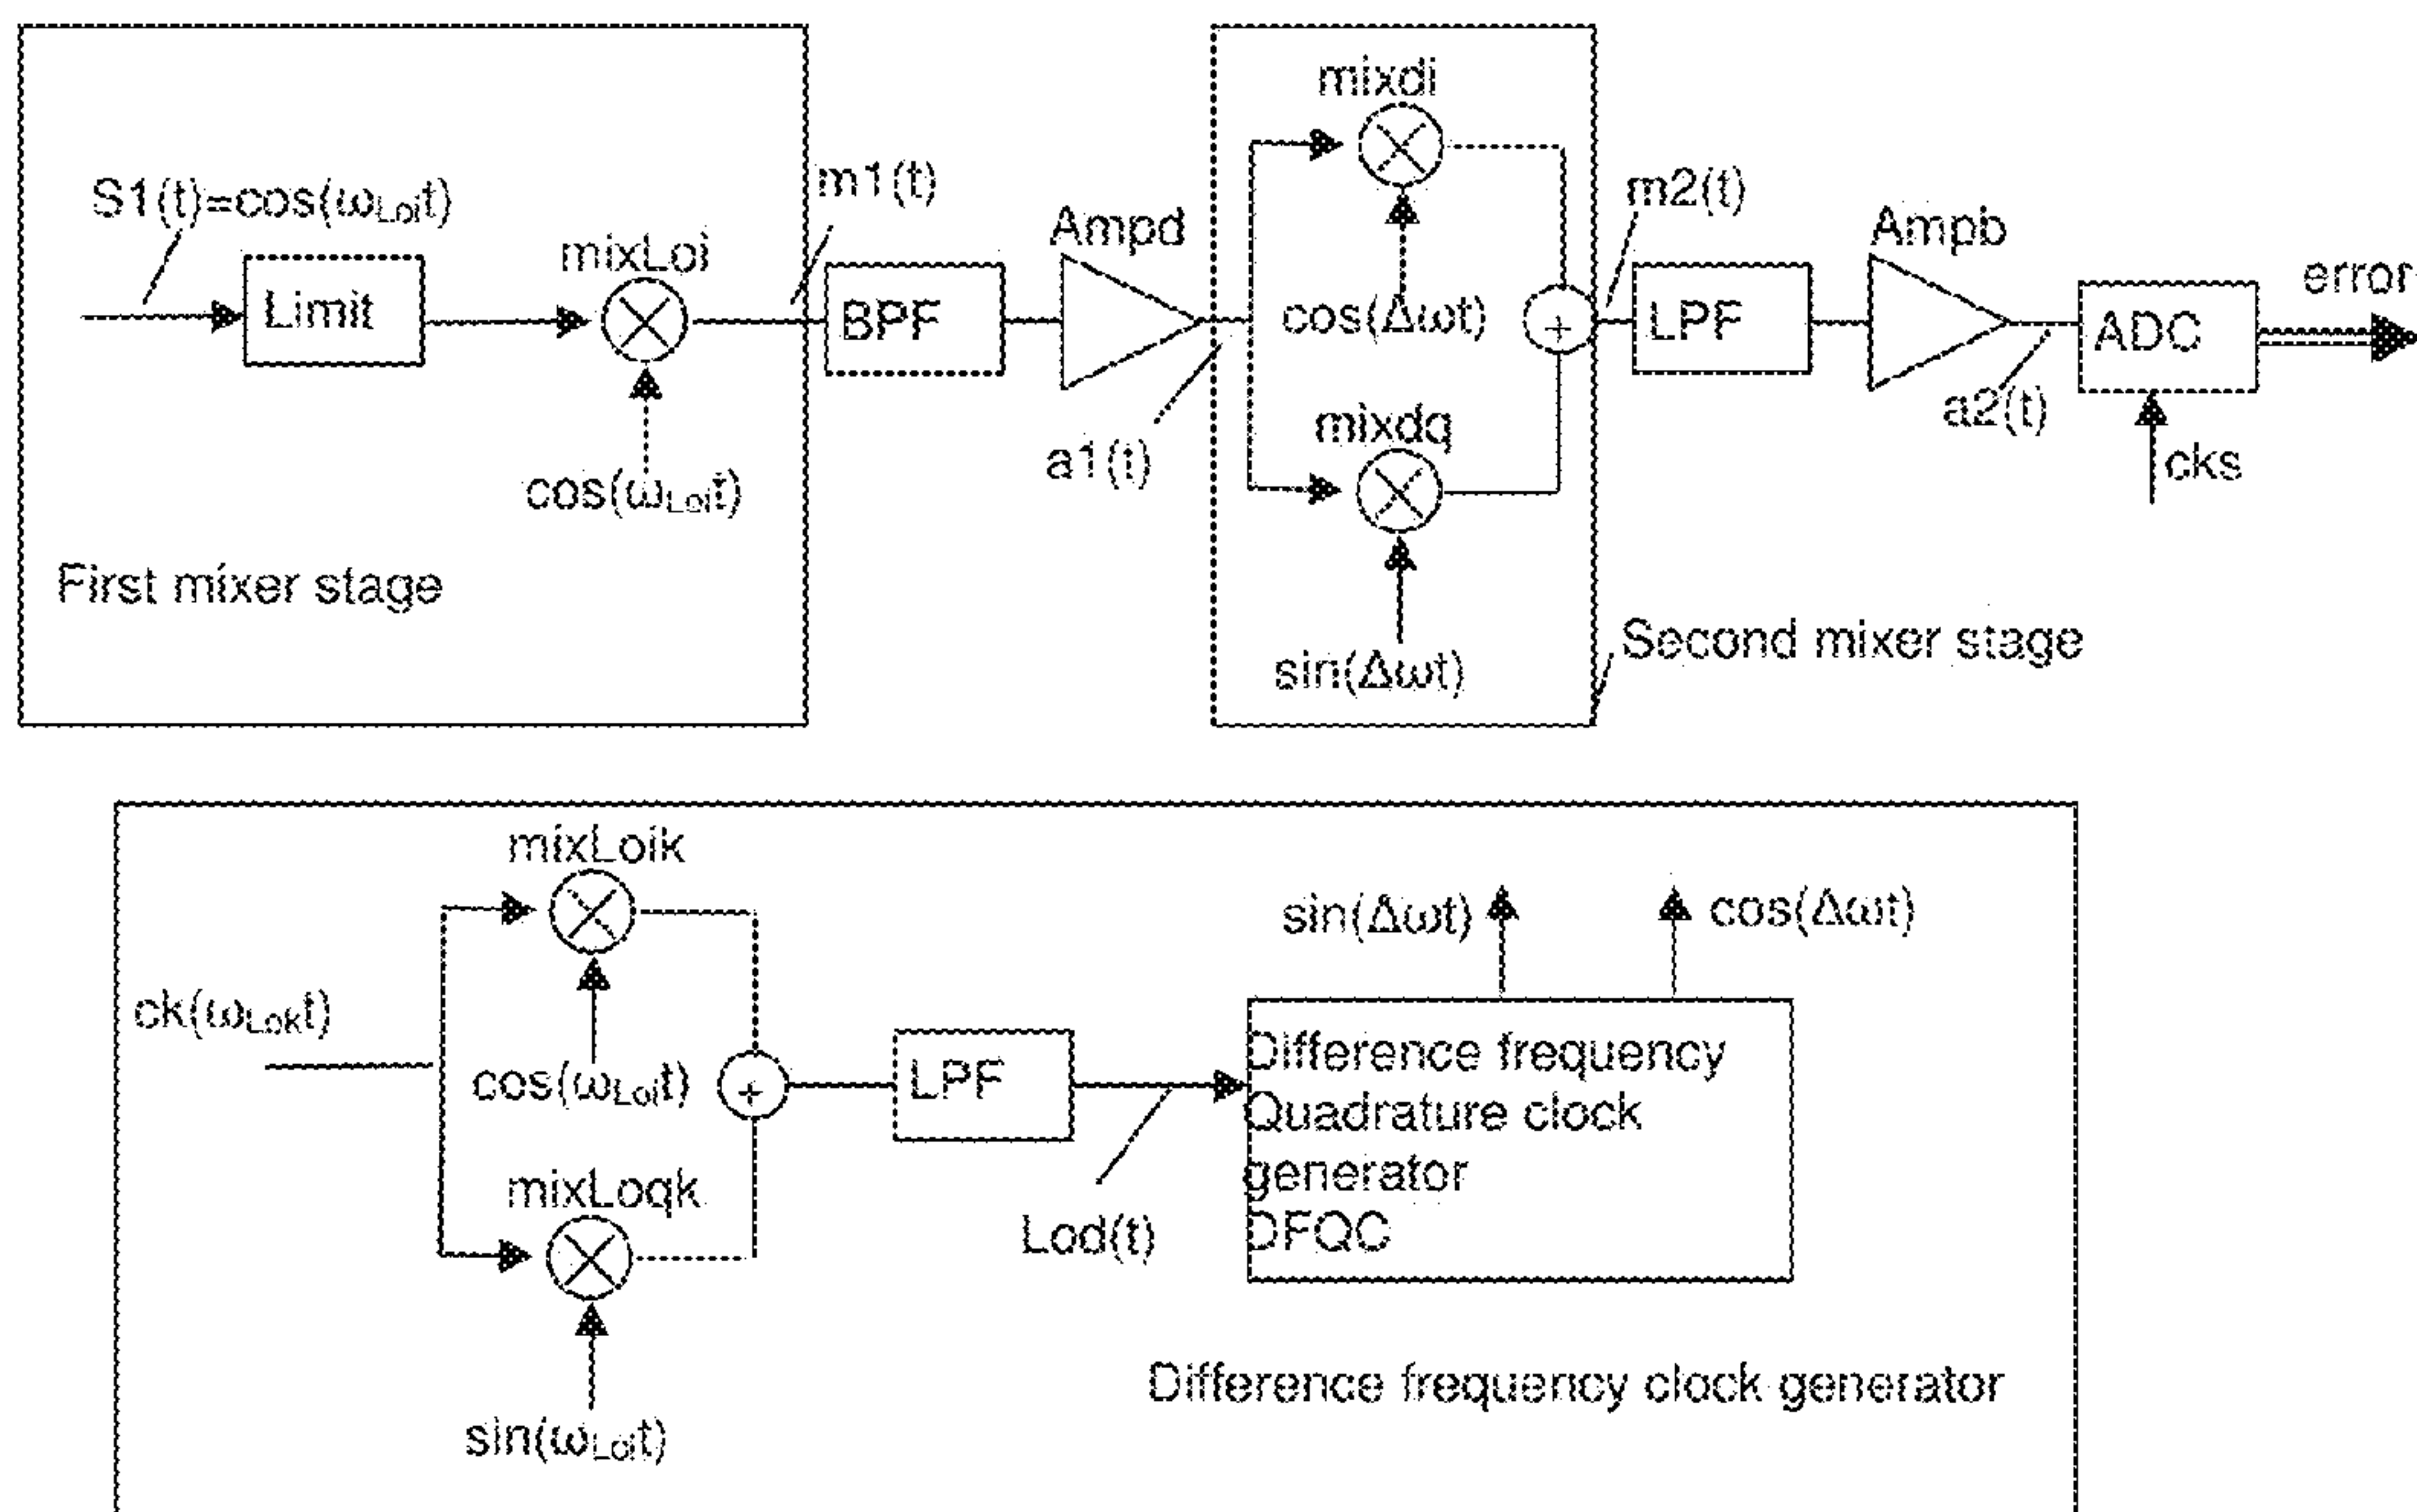 mixdi
S1(t)=cos(ωLoit)
m1(t)
m2(t)
mixLoi
Ampd
Ampb
error
Limit
BPF
cos(Δωt)
+
LPF
ADC
cos(ωLoit)
a1(t)
mixdq
a2(t)
cks
First mixer stage
sin(Δωt)
Second mixer stage
mixLoik
sin(Δωt)
cos(Δωt)
ck(ωLokt)
cos(ωLoit)
+
LPF
Difference frequency
Quadrature clock
generator
DFQC
mixLoqk
Lod(t)
sin(ωLoit)
Difference frequency clock generator